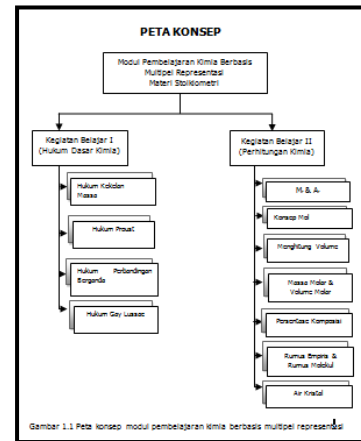 PETA KONSEP
Modul Pembelajaran Kimia Berbasis
Multipel Representasi
Materi Stoikiometri
Kegiatan Belajar I
(Hukum Dasar Kimia)
Hukum Kekekalan
Massa
Hukum Proust
Hukum Perbandingan
Berganda
Hukum Gay Lussac
Kegiatan Belajar II
(Perhitungan Kimia)
Mr & Ar
Konsep Mol
Menghitung Volume
Massa Molar &
Volume Molar
Persentase Komposisi
Rumus Empiris &
Rumus Molekul
Air Kristal
Gambar 1.1 Peta konsep modul pembelajaran kimia berbasis multipel representasi